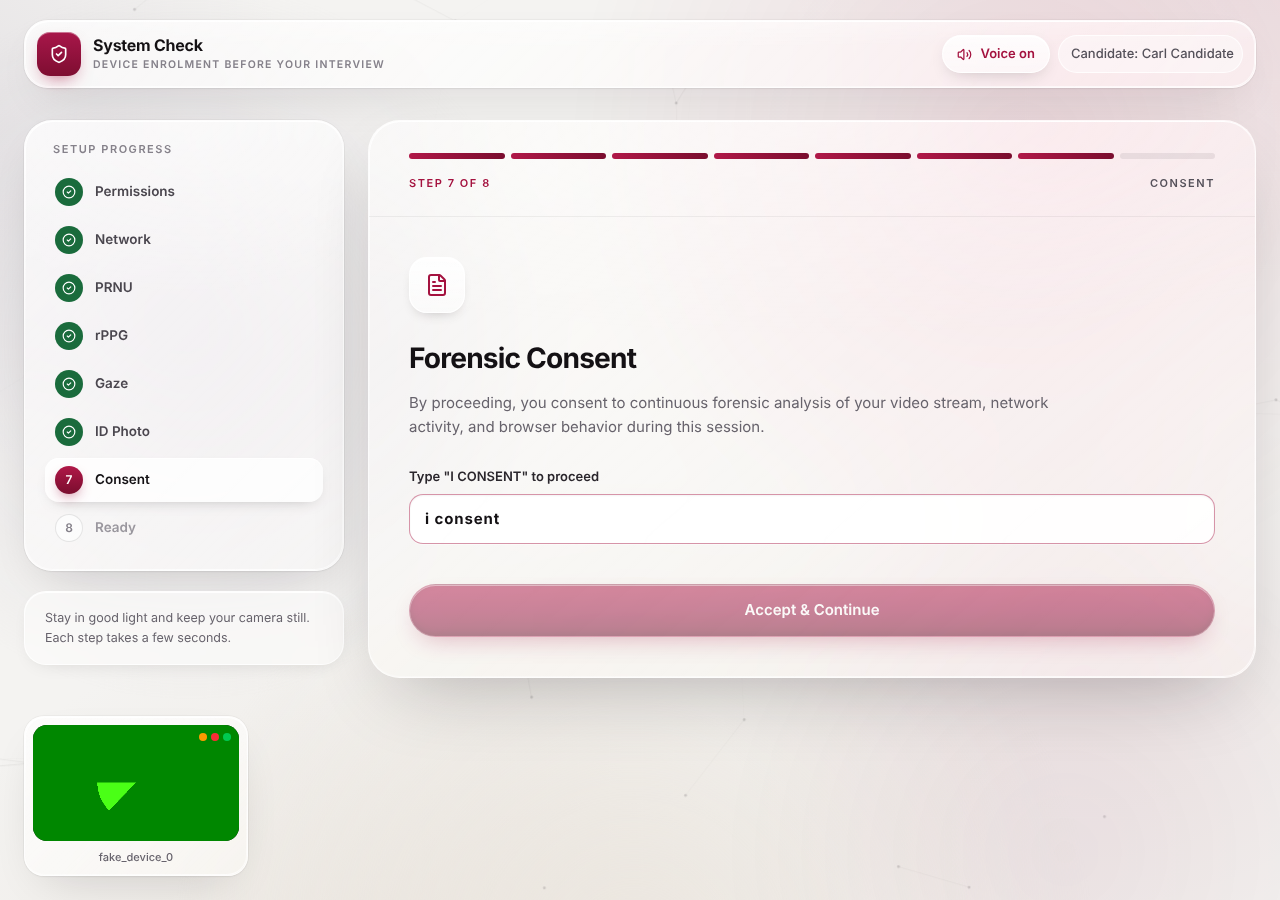 System Check
DEVICE ENROLMENT BEFORE YOUR INTERVIEW
Voice on
Candidate: Carl Candidate
SETUP PROGRESS
Permissions
Network
PRNU
rPPG
Gaze
ID Photo
7 Consent
8 Ready
Stay in good light and keep your camera still.
Each step takes a few seconds.
fake_device_0
STEP 7 OF 8
CONSENT
Forensic Consent
By proceeding, you consent to continuous forensic analysis of your video stream, network
activity, and browser behavior during this session.
Type "I CONSENT" to proceed
i consent
Accept & Continue